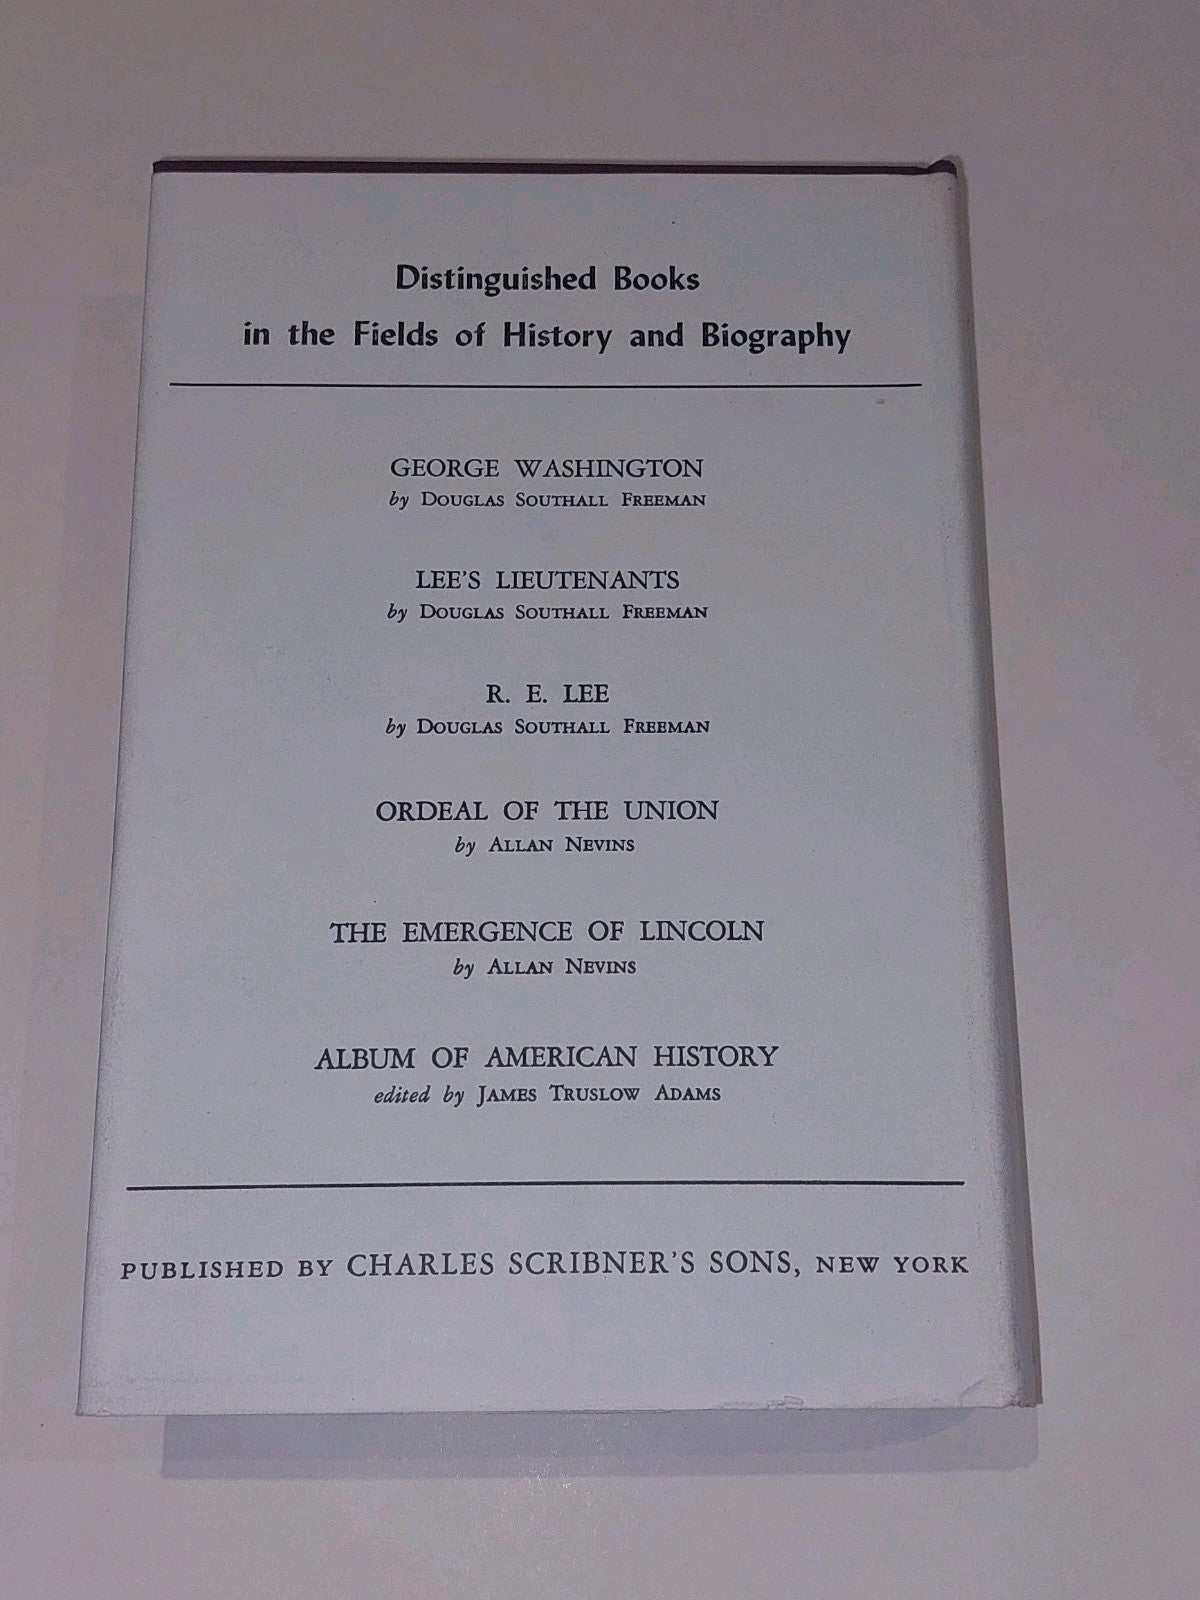 Distinguished Books
in the Fields of History and Biography
GEORGE WASHINGTON
by DOUGLAS SOUTHALL FREEMAN
LEE'S LIEUTENANTS
by DOUGLAS SOUTHALL FREEMAN
R. E. LEE
by DOUGLAS SOUTHALL FREEMAN
ORDEAL OF THE UNION
by ALLAN NEVINS
THE EMERGENCE OF LINCOLN
by ALLAN NEVINS
ALBUM OF AMERICAN HISTORY
edited by JAMES TRUSLOW ADAMS
PUBLISHED BY CHARLES SCRIBNER'S SONS, NEW YORK